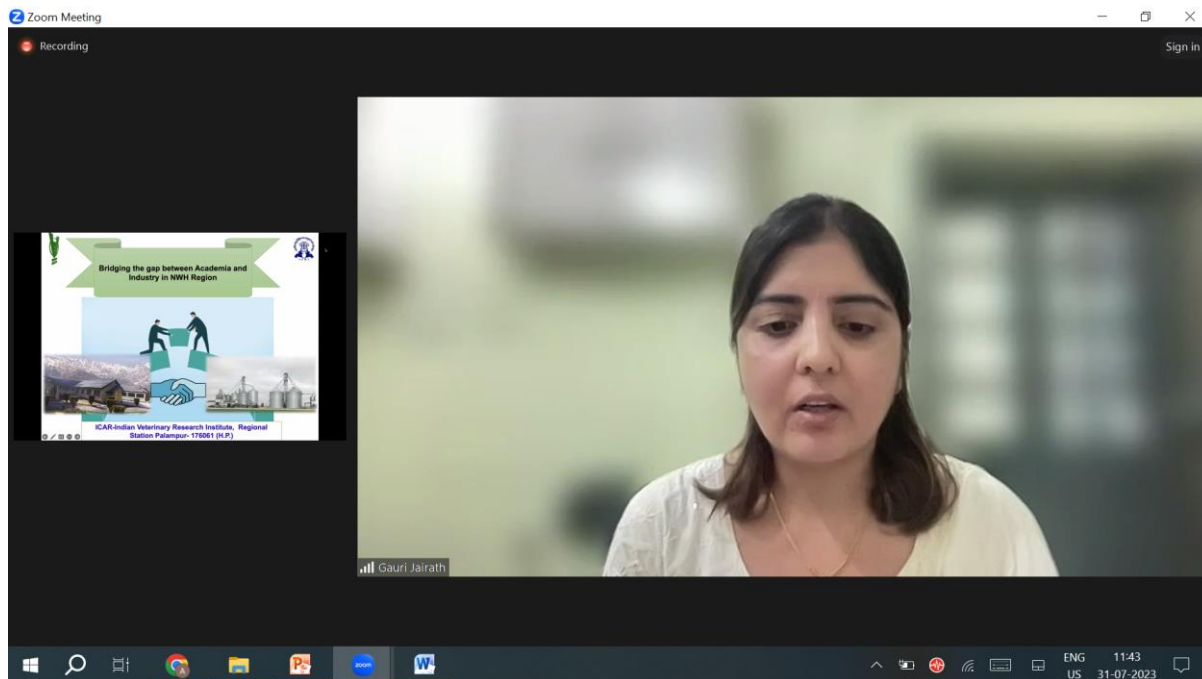 Zoom Meeting
Recording
Sign in
Bridging the gap between Academia and
Industry in NWH Region
ICAR-Indian Veterinary Research Institute, Regional
Station Palampur- 176061 (H.P.)
Gauri Jairath
zoom
ENG
US
11:43
31-07-2023